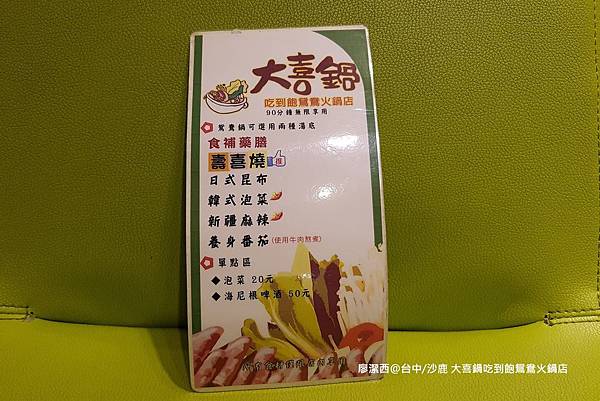 大喜鍋
吃到飽鴛鴦火鍋店
90分鐘無限享用
鴛鴦鍋可選用兩種湯底
食補藥膳
壽喜燒 推
日式昆布
韓式泡菜
新疆麻辣
養身番茄(使用牛肉熬煮)
單點區
◆泡菜 20元
◆海尼根啤酒 50元
廖潔西@台中/沙鹿 大喜鍋吃到飽鴛鴦火鍋店